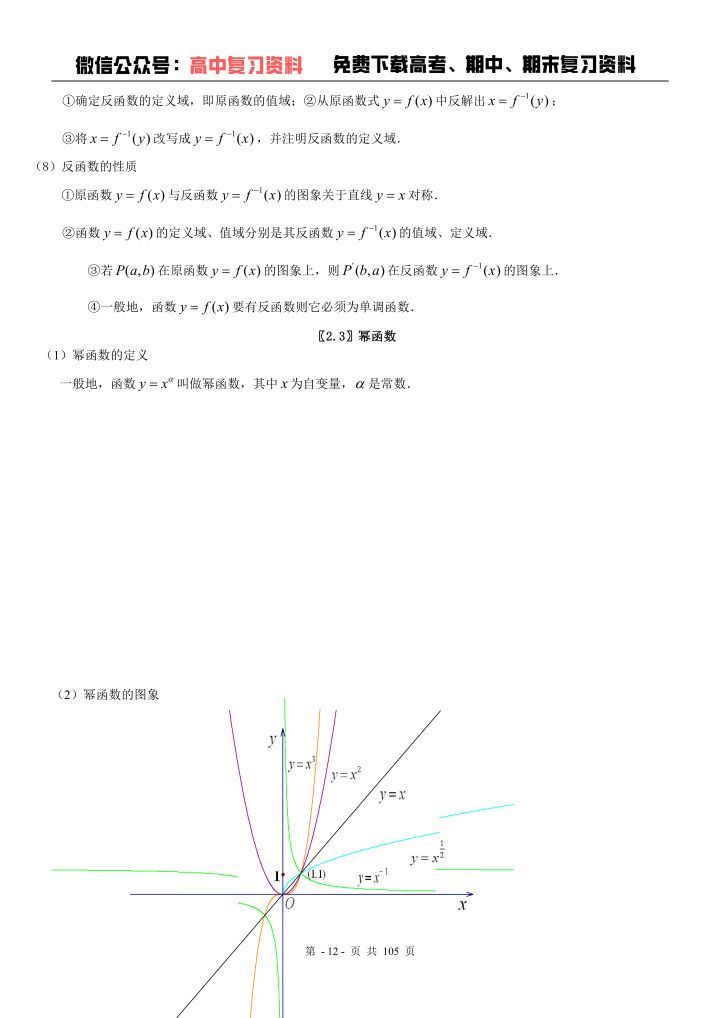 微信公众号：高中复习资料 免费下载高考、期中、期末复习资料
①确定反函数的定义域，即原函数的值域；②从原函数式 y = f(x) 中反解出 x = f⁻¹(y)；
③将 x = f⁻¹(y) 改写成 y = f⁻¹(x)，并注明反函数的定义域．
（8）反函数的性质
①原函数 y = f(x) 与反函数 y = f⁻¹(x) 的图象关于直线 y = x 对称．
②函数 y = f(x) 的定义域、值域分别是其反函数 y = f⁻¹(x) 的值域、定义域．
③若 P(a,b) 在原函数 y = f(x) 的图象上，则 P'(b,a) 在反函数 y = f⁻¹(x) 的图象上．
④一般地，函数 y = f(x) 要有反函数则它必须为单调函数．
〖2.3〗幂函数
（1）幂函数的定义
一般地，函数 y = x^α 叫做幂函数，其中 x 为自变量，α 是常数．
（2）幂函数的图象
y
y = x³
y = x²
y = x
y = x^(1/2)
1
(1,1)
y = x⁻¹
O
x
第 - 12 - 页 共 105 页